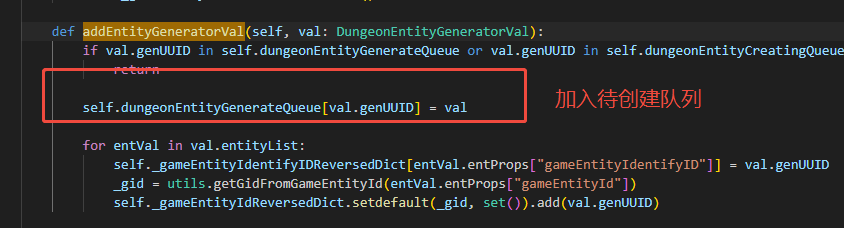 def addEntityGeneratorVal(self, val: DungeonEntityGeneratorVal):
if val.genUUID in self.dungeonEntityGenerateQueue or val.genUUID in self.dungeonEntityCreatingQueue
return
self.dungeonEntityGenerateQueue[val.genUUID] = val
加入待创建队列
for entVal in val.entityList:
self._gameEntityIdentifyIDReversedDict[entVal.entProps["gameEntityIdentifyID"]] = val.genUUID
_gid = utils.getGidFromGameEntityId(entVal.entProps["gameEntityId"])
self._gameEntityIdReversedDict.setdefault(_gid, set()).add(val.genUUID)